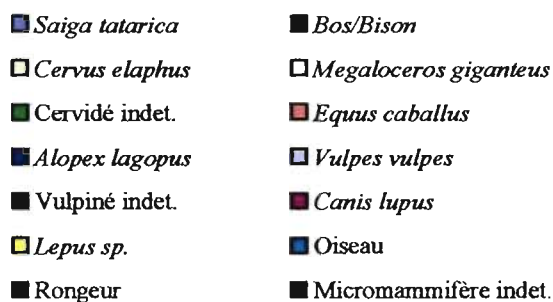 Saiga tatarica
Bos/Bison
Cervus elaphus
Megaloceros giganteus
Cervidé indet.
Equus caballus
Alopex lagopus
Vulpes vulpes
Vulpiné indet.
Canis lupus
Lepus sp.
Oiseau
Rongeur
Micromammifère indet.